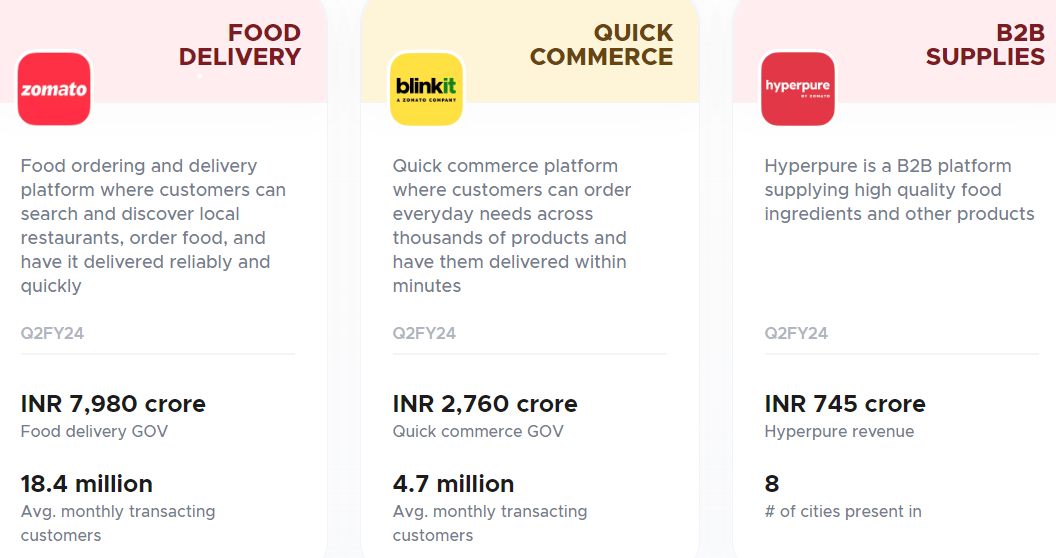 FOOD
DELIVERY
zomato
Food ordering and delivery
platform where customers can
search and discover local
restaurants, order food, and
have it delivered reliably and
quickly
Q2FY24
INR 7,980 crore
Food delivery GOV
18.4 million
Avg. monthly transacting
customers
QUICK
COMMERCE
blinkit
A ZOMATO COMPANY
Quick commerce platform
where customers can order
everyday needs across
thousands of products and
have them delivered within
minutes
Q2FY24
INR 2,760 crore
Quick commerce GOV
4.7 million
Avg. monthly transacting
customers
B2B
SUPPLIES
hyperpure
BY ZOMATO
Hyperpure is a B2B platform
supplying high quality food
ingredients and other products
Q2FY24
INR 745 crore
Hyperpure revenue
8
# of cities present in